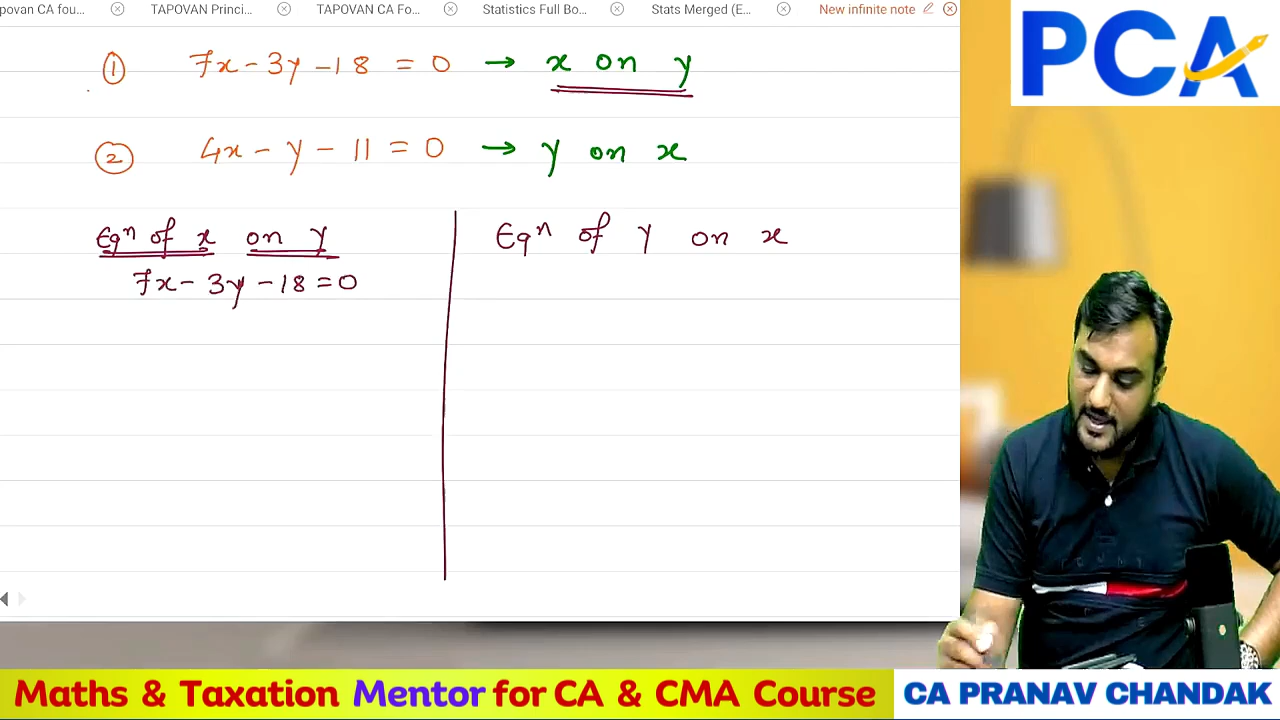 pova CA fou... TAPOVAN Princi... TAPOVAN CA Fo... Statistics Full Bo... Stats Merged (E... New infinite note
① 7x - 3y - 18 = 0 → x on y
② 4x - y - 11 = 0 → y on x
Eqⁿ of x on y
7x - 3y - 18 = 0
Eqⁿ of y on x
PCA
Maths & Taxation Mentor for CA & CMA Course
CA PRANAV CHANDAK